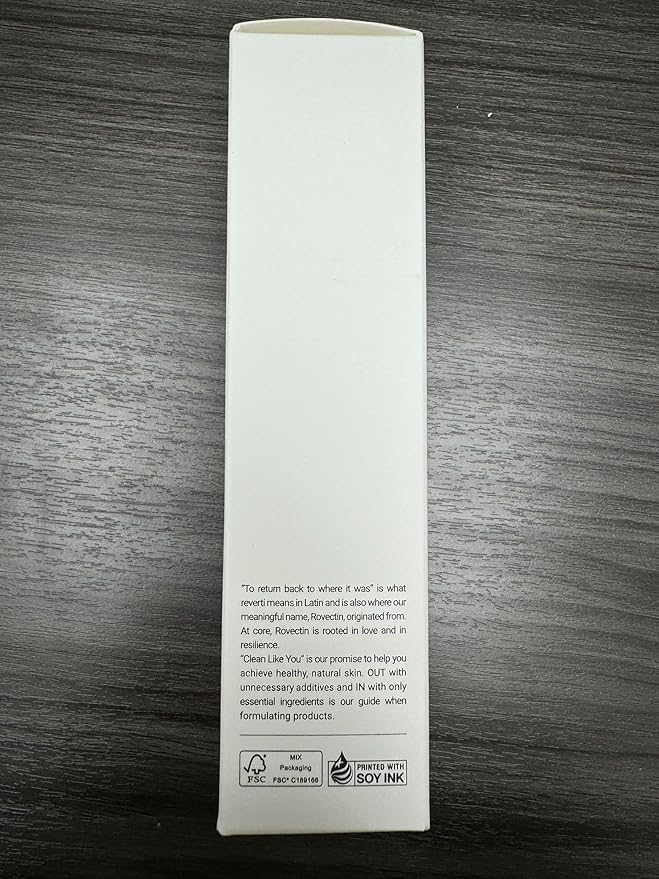 "To return back to where it was" is what
reverti means in Latin and is also where our
meaningful name, Rovectin, originated from.
At core, Rovectin is rooted in love and in
resilience.
"Clean Like You" is our promise to help you
achieve healthy, natural skin. OUT with
unnecessary additives and IN with only
essential ingredients is our guide when
formulating products.
FSC
MIX
Packaging
FSC® C189166
PRINTED WITH
SOY INK